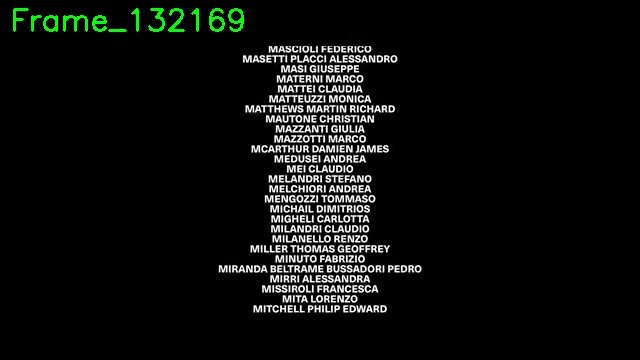 Frame_132169
MASCIOLI FEDERICO
MASETTI PLACCI ALESSANDRO
MASI GIUSEPPE
MATERNI MARCO
MATTEI CLAUDIA
MATTEUZZI MONICA
MATTHEWS MARTIN RICHARD
MAUTONE CHRISTIAN
MAZZANTI GIULIA
MAZZOTTI MARCO
MCARTHUR DAMIEN JAMES
MEDUSEI ANDREA
MEI CLAUDIO
MELANDRI STEFANO
MELCHIORI ANDREA
MENGOZZI TOMMASO
MICHAIL DIMITRIOS
MIGHELI CARLOTTA
MILANDRI CLAUDIO
MILANELLO RENZO
MILLER THOMAS GEOFFREY
MINUTO FABRIZIO
MIRANDA BELTRAME BUSSADORI PEDRO
MIRRI ALESSANDRA
MISSIROLI FRANCESCA
MITA LORENZO
MITCHELL PHILIP EDWARD